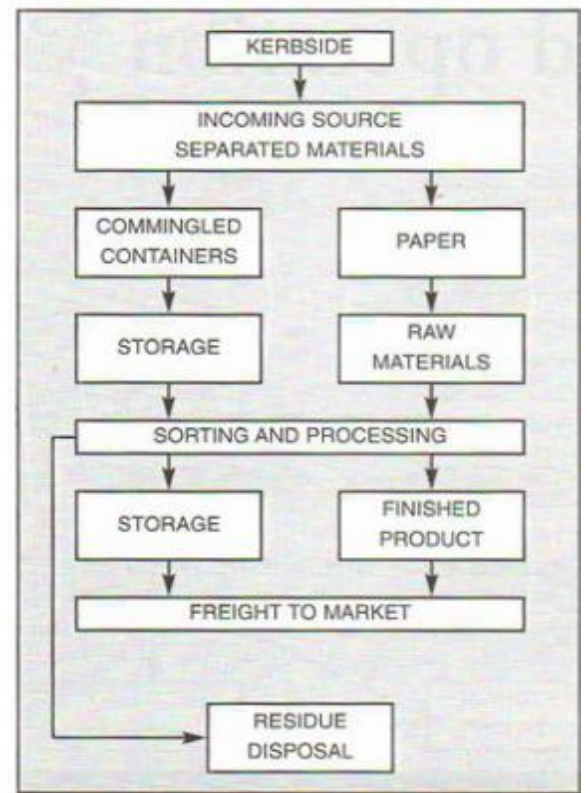 KERBSIDE
INCOMING SOURCE
SEPARATED MATERIALS
COMMINGLED
CONTAINERS
PAPER
STORAGE
RAW
MATERIALS
SORTING AND PROCESSING
STORAGE
FINISHED
PRODUCT
FREIGHT TO MARKET
RESIDUE
DISPOSAL